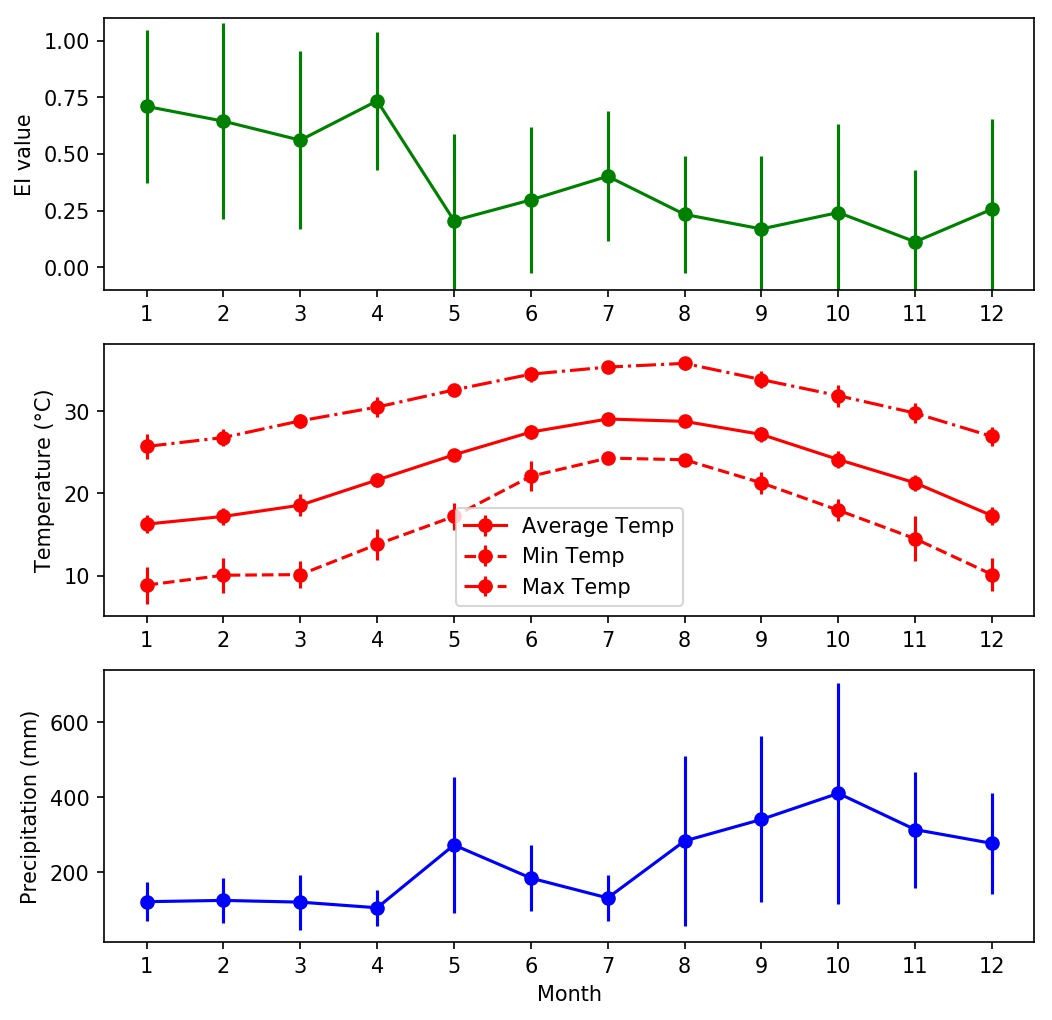 1.00
0.75
0.50
0.25
0.00
EI value
1 2 3 4 5 6 7 8 9 10 11 12
30
20
10
Temperature (°C)
Average Temp
Min Temp
Max Temp
1 2 3 4 5 6 7 8 9 10 11 12
600
400
200
Precipitation (mm)
1 2 3 4 5 6 7 8 9 10 11 12
Month